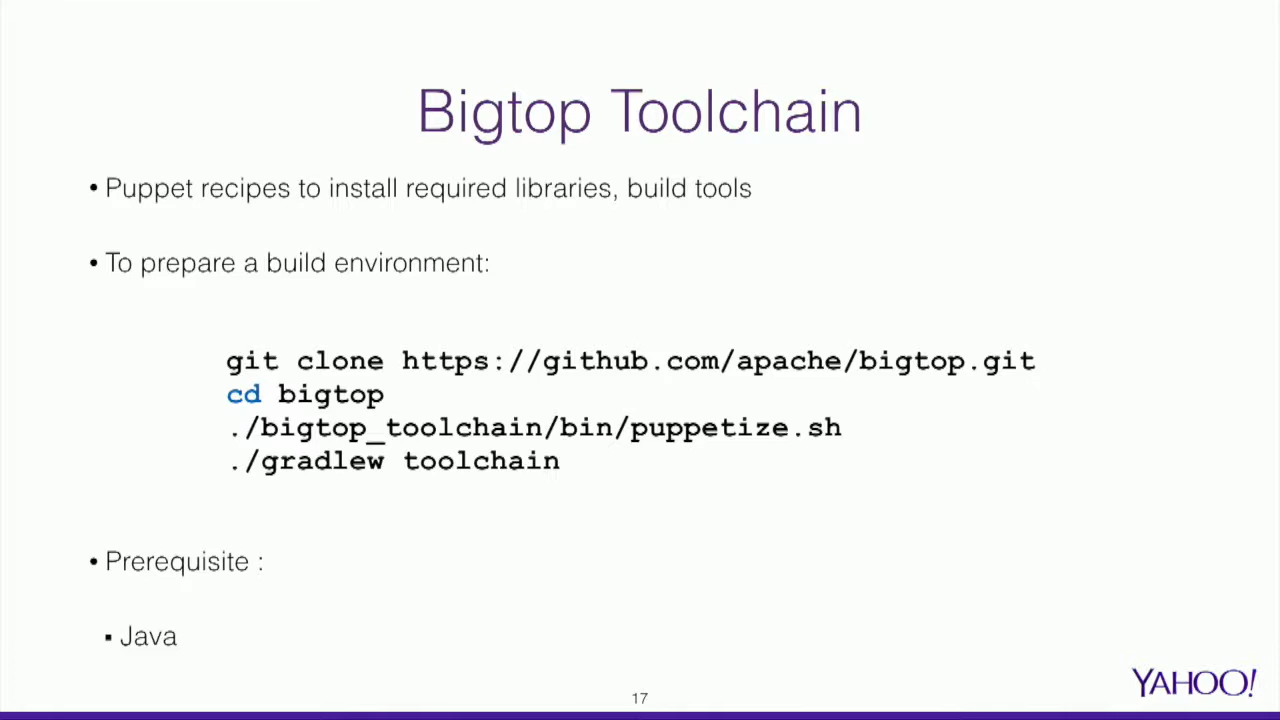 Bigtop Toolchain
• Puppet recipes to install required libraries, build tools
• To prepare a build environment:
git clone https://github.com/apache/bigtop.git
cd bigtop
./bigtop_toolchain/bin/puppetize.sh
./gradlew toolchain
• Prerequisite :
▪ Java
17
YAHOO!